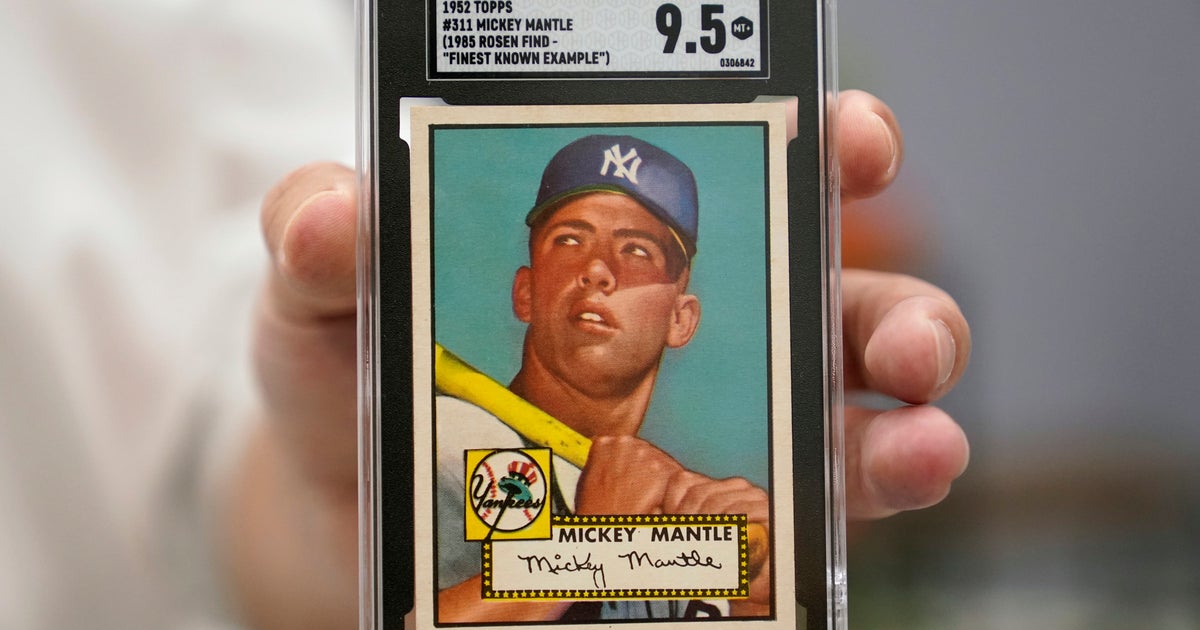 1952 TOPPS
#311 MICKEY MANTLE
(1985 ROSEN FIND -
"FINEST KNOWN EXAMPLE")
9.5
MT+
0306842
NY
Yankees
MICKEY MANTLE
Mickey Mantle